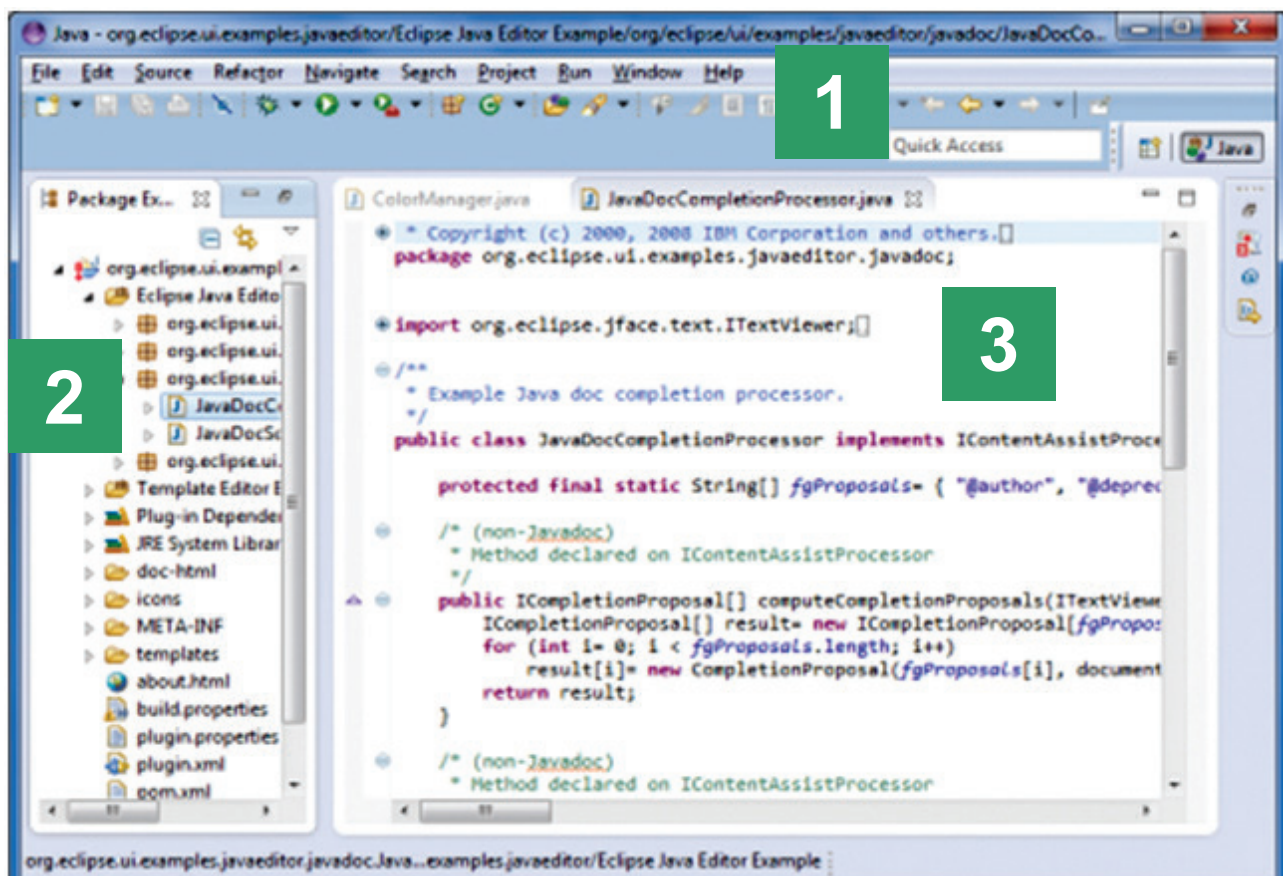 Java - org.eclipse.ui.examples.javaeditor/Eclipse Java Editor Example/org/eclipse/ui/examples/javaeditor/javadoc/JavaDocCo...
File Edit Source Refactor Navigate Search Project Run Window Help
1
Quick Access
Java
Package Ex...
ColorManager.java
JavaDocCompletionProcessor.java
org.eclipse.ui.exampl
Eclipse Java Edito
org.eclipse.ui.
org.eclipse.ui.
org.eclipse.ui.
JavaDocC
JavaDocSc
org.eclipse.ui.
Template Editor E
Plug-in Depender
JRE System Librar
doc-html
icons
META-INF
templates
about.html
build.properties
plugin.properties
plugin.xml
pom.xml
2
* Copyright (c) 2000, 2008 IBM Corporation and others.
package org.eclipse.ui.examples.javaeditor.javadoc;
import org.eclipse.jface.text.ITextViewer;
3
/**
* Example Java doc completion processor.
*/
public class JavaDocCompletionProcessor implements IContentAssistProce
protected final static String[] fgProposals= { "@author", "@deprec
/* (non-Javadoc)
* Method declared on IContentAssistProcessor
*/
public ICompletionProposal[] computeCompletionProposals(ITextViewe
ICompletionProposal[] result= new ICompletionProposal[fgPropos
for (int i= 0; i < fgProposals.length; i++)
result[i]= new CompletionProposal(fgProposals[i], document
return result;
}
/* (non-Javadoc)
* Method declared on IContentAssistProcessor
org.eclipse.ui.examples.javaeditor.javadoc.Java...examples.javaeditor/Eclipse Java Editor Example